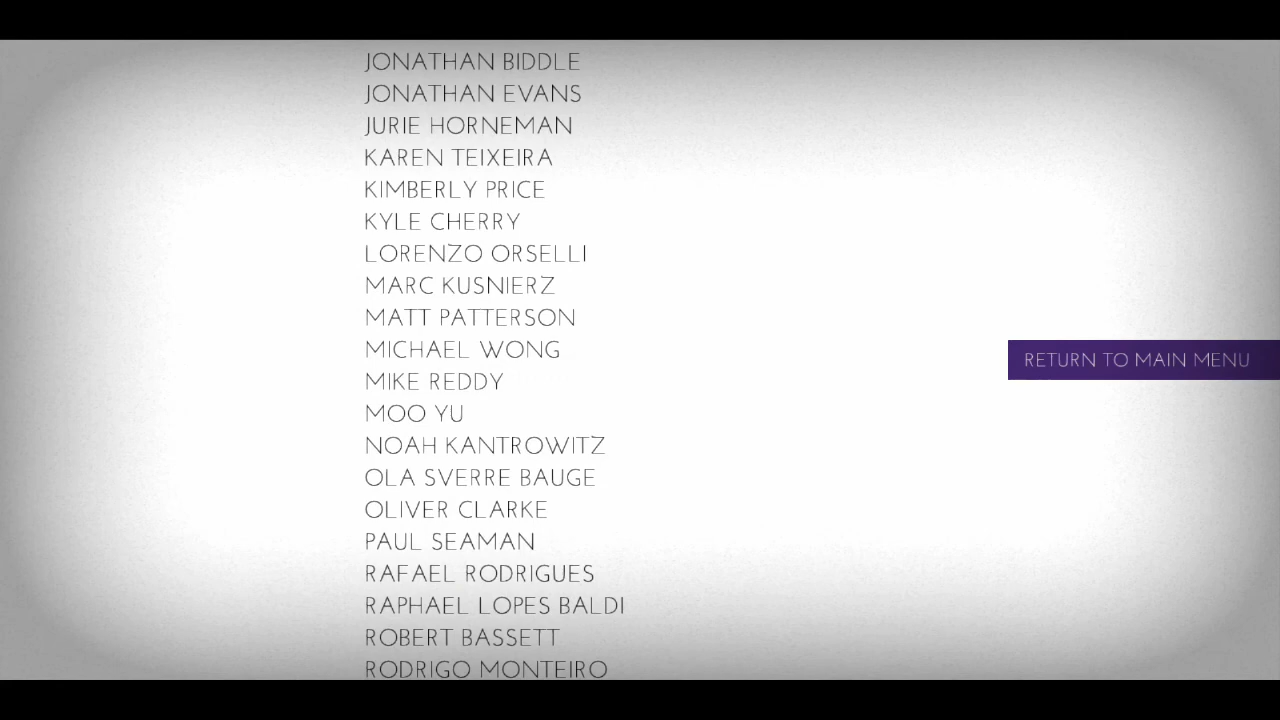 JONATHAN BIDDLE
JONATHAN EVANS
JURIE HORNEMAN
KAREN TEIXEIRA
KIMBERLY PRICE
KYLE CHERRY
LORENZO ORSELLI
MARC KUSNIERZ
MATT PATTERSON
MICHAEL WONG
RETURN TO MAIN MENU
MIKE REDDY
MOO YU
NOAH KANTROWITZ
OLA SVERRE BAUGE
OLIVER CLARKE
PAUL SEAMAN
RAFAEL RODRIGUES
RAPHAEL LOPES BALDI
ROBERT BASSETT
RODRIGO MONTEIRO